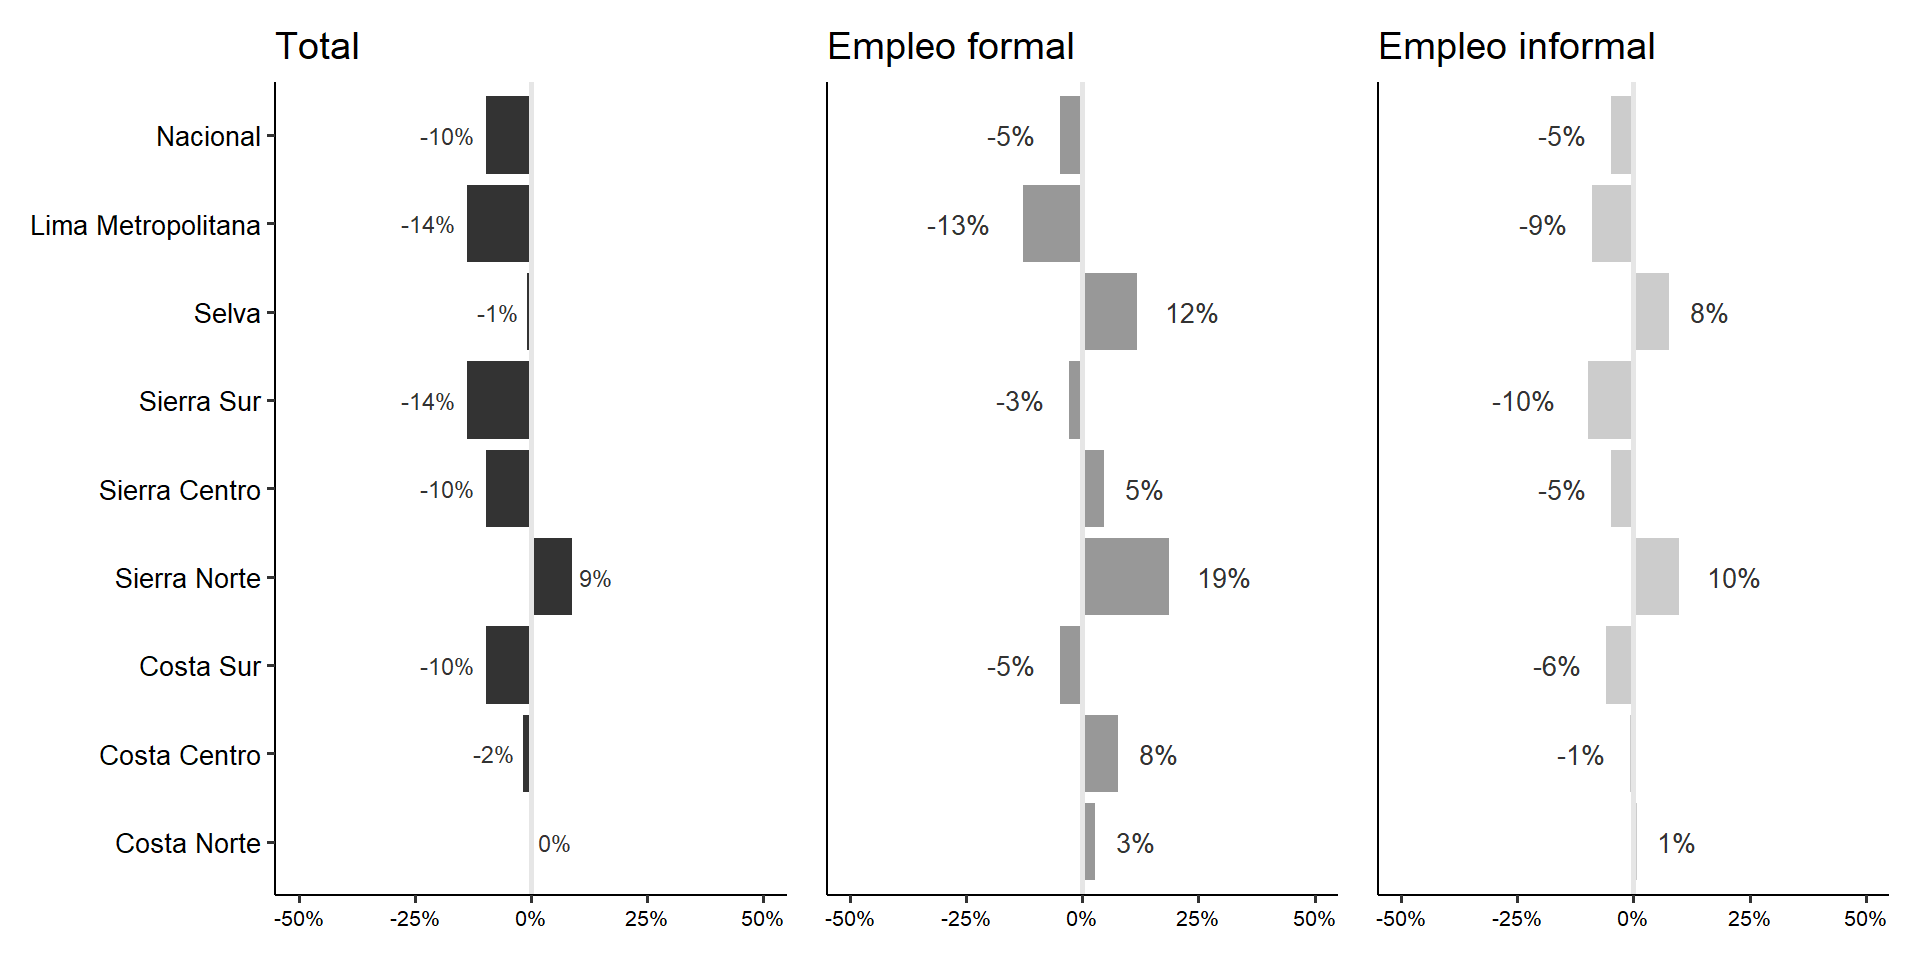 Total Empleo formal Empleo informal
Nacional -10% -5% -5%
Lima Metropolitana -14% -13% -9%
Selva -1% 12% 8%
Sierra Sur -14% -3% -10%
Sierra Centro -10% 5% -5%
Sierra Norte 9% 19% 10%
Costa Sur -10% -5% -6%
Costa Centro -2% 8% -1%
Costa Norte 0% 3% 1%
-50% -25% 0% 25% 50% -50% -25% 0% 25% 50% -50% -25% 0% 25% 50%